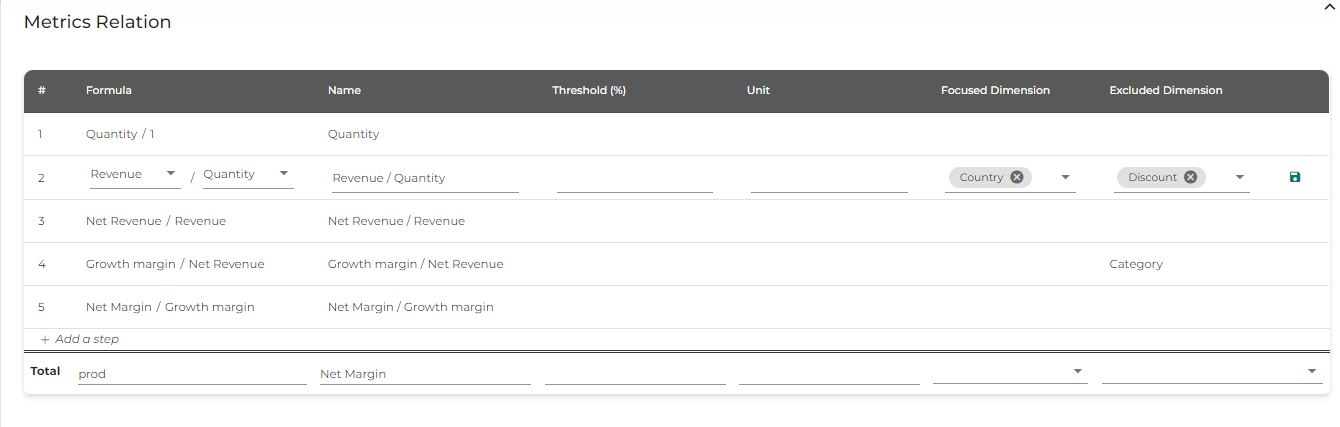 Metrics Relation
# Formula Name Threshold (%) Unit Focused Dimension Excluded Dimension
1 Quantity / 1 Quantity
2 Revenue / Quantity Revenue / Quantity Country Discount
3 Net Revenue / Revenue Net Revenue / Revenue
4 Growth margin / Net Revenue Growth margin / Net Revenue Category
5 Net Margin / Growth margin Net Margin / Growth margin
+ Add a step
Total prod Net Margin